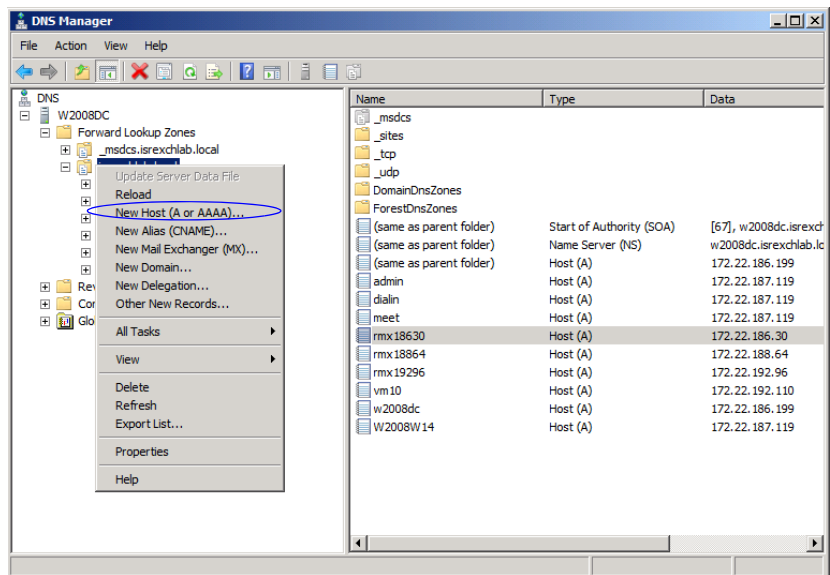 DNS Manager
File Action View Help
DNS
W2008DC
Forward Lookup Zones
_msdcs.isrexchlab.local
Rev
Cor
Glo
Update Server Data File
Reload
New Host (A or AAAA)...
New Alias (CNAME)...
New Mail Exchanger (MX)...
New Domain...
New Delegation...
Other New Records...
All Tasks
View
Delete
Refresh
Export List...
Properties
Help
Name Type Data
_msdcs
_sites
_tcp
_udp
DomainDnsZones
ForestDnsZones
(same as parent folder) Start of Authority (SOA) [67], w2008dc.isrexch
(same as parent folder) Name Server (NS) w2008dc.isrexchlab.lo
(same as parent folder) Host (A) 172.22.186.199
admin Host (A) 172.22.187.119
dialin Host (A) 172.22.187.119
meet Host (A) 172.22.187.119
rmx18630 Host (A) 172.22.186.30
rmx18864 Host (A) 172.22.188.64
rmx19296 Host (A) 172.22.192.96
vm10 Host (A) 172.22.192.110
w2008dc Host (A) 172.22.186.199
W2008W14 Host (A) 172.22.187.119